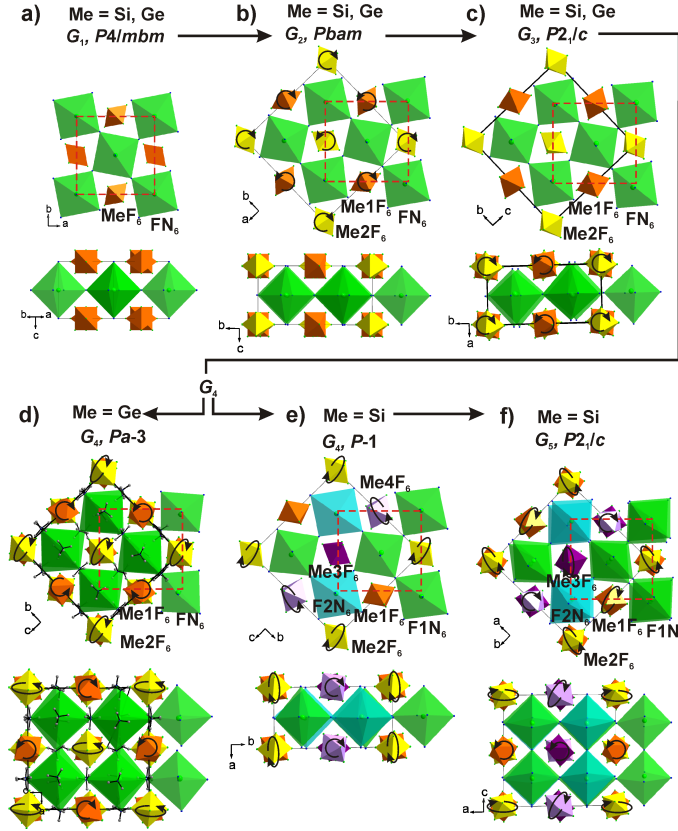 a)
Me = Si, Ge
G1, P4/mbm
b)
Me = Si, Ge
G2, Pbam
c)
Me = Si, Ge
G3, P21/c
MeF6
b
a
Me1F6
FN6
Me2F6
b
a
Me1F6
FN6
Me2F6
b
c
b
a
c
b
c
b
a
G4
d)
Me = Ge
G4, Pa-3
e)
Me = Si
G4, P-1
f)
Me = Si
G5, P21/c
Me1F6
FN6
Me2F6
b
c
Me4F6
Me3F6
F2N6
Me1F6
F1N6
Me2F6
c
b
Me3F6
F2N6
Me1F6
F1N6
Me2F6
a
b
b
a
c
a